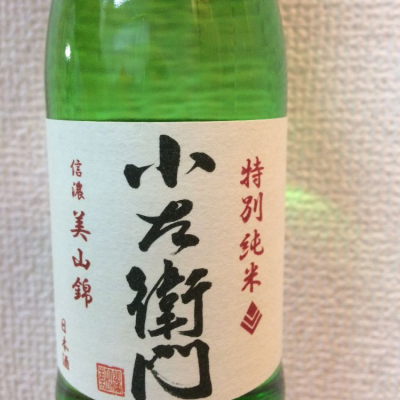 特別純米
小左衛門
信濃 美山錦
日本酒